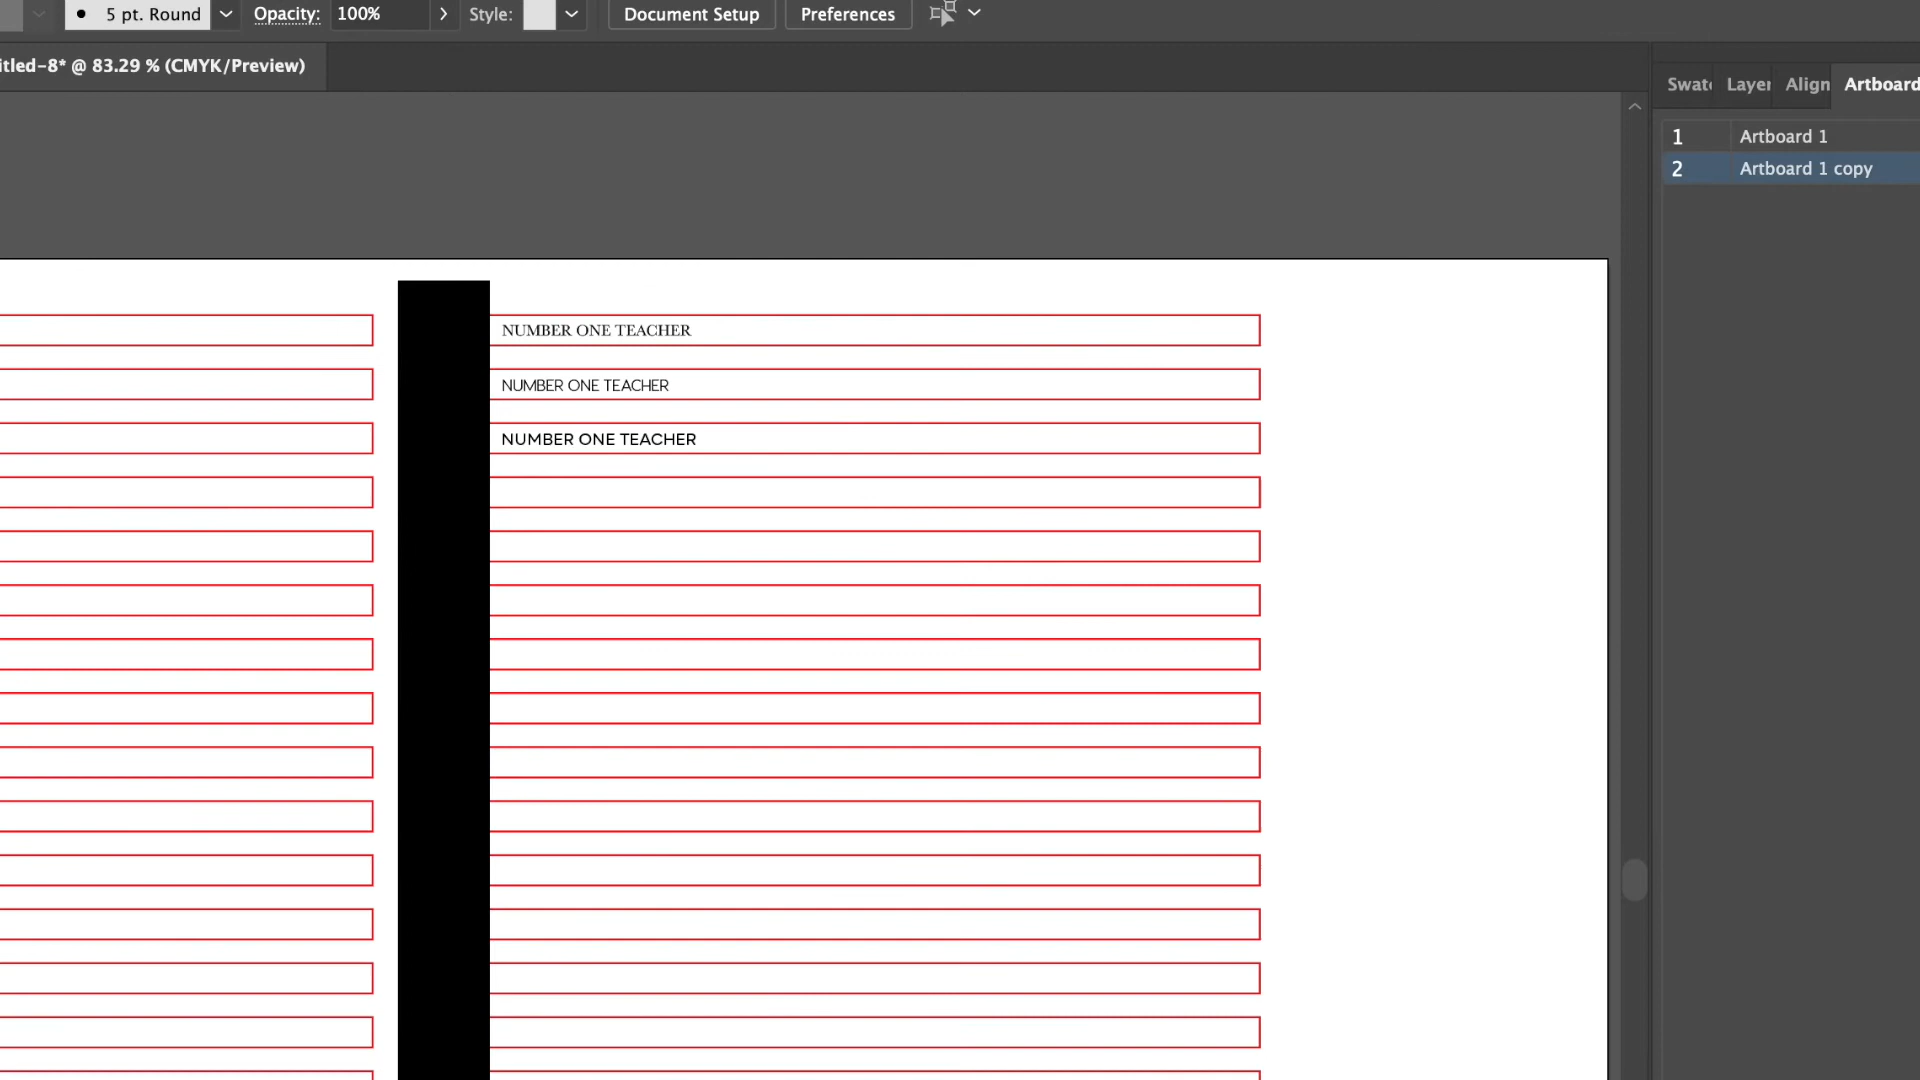 5 pt. Round Opacity: 100% Style: Document Setup Preferences
itled-8* @ 83.29 % (CMYK/Preview)
Swat Layer Align Artboard
1 Artboard 1
2 Artboard 1 copy
NUMBER ONE TEACHER
NUMBER ONE TEACHER
NUMBER ONE TEACHER